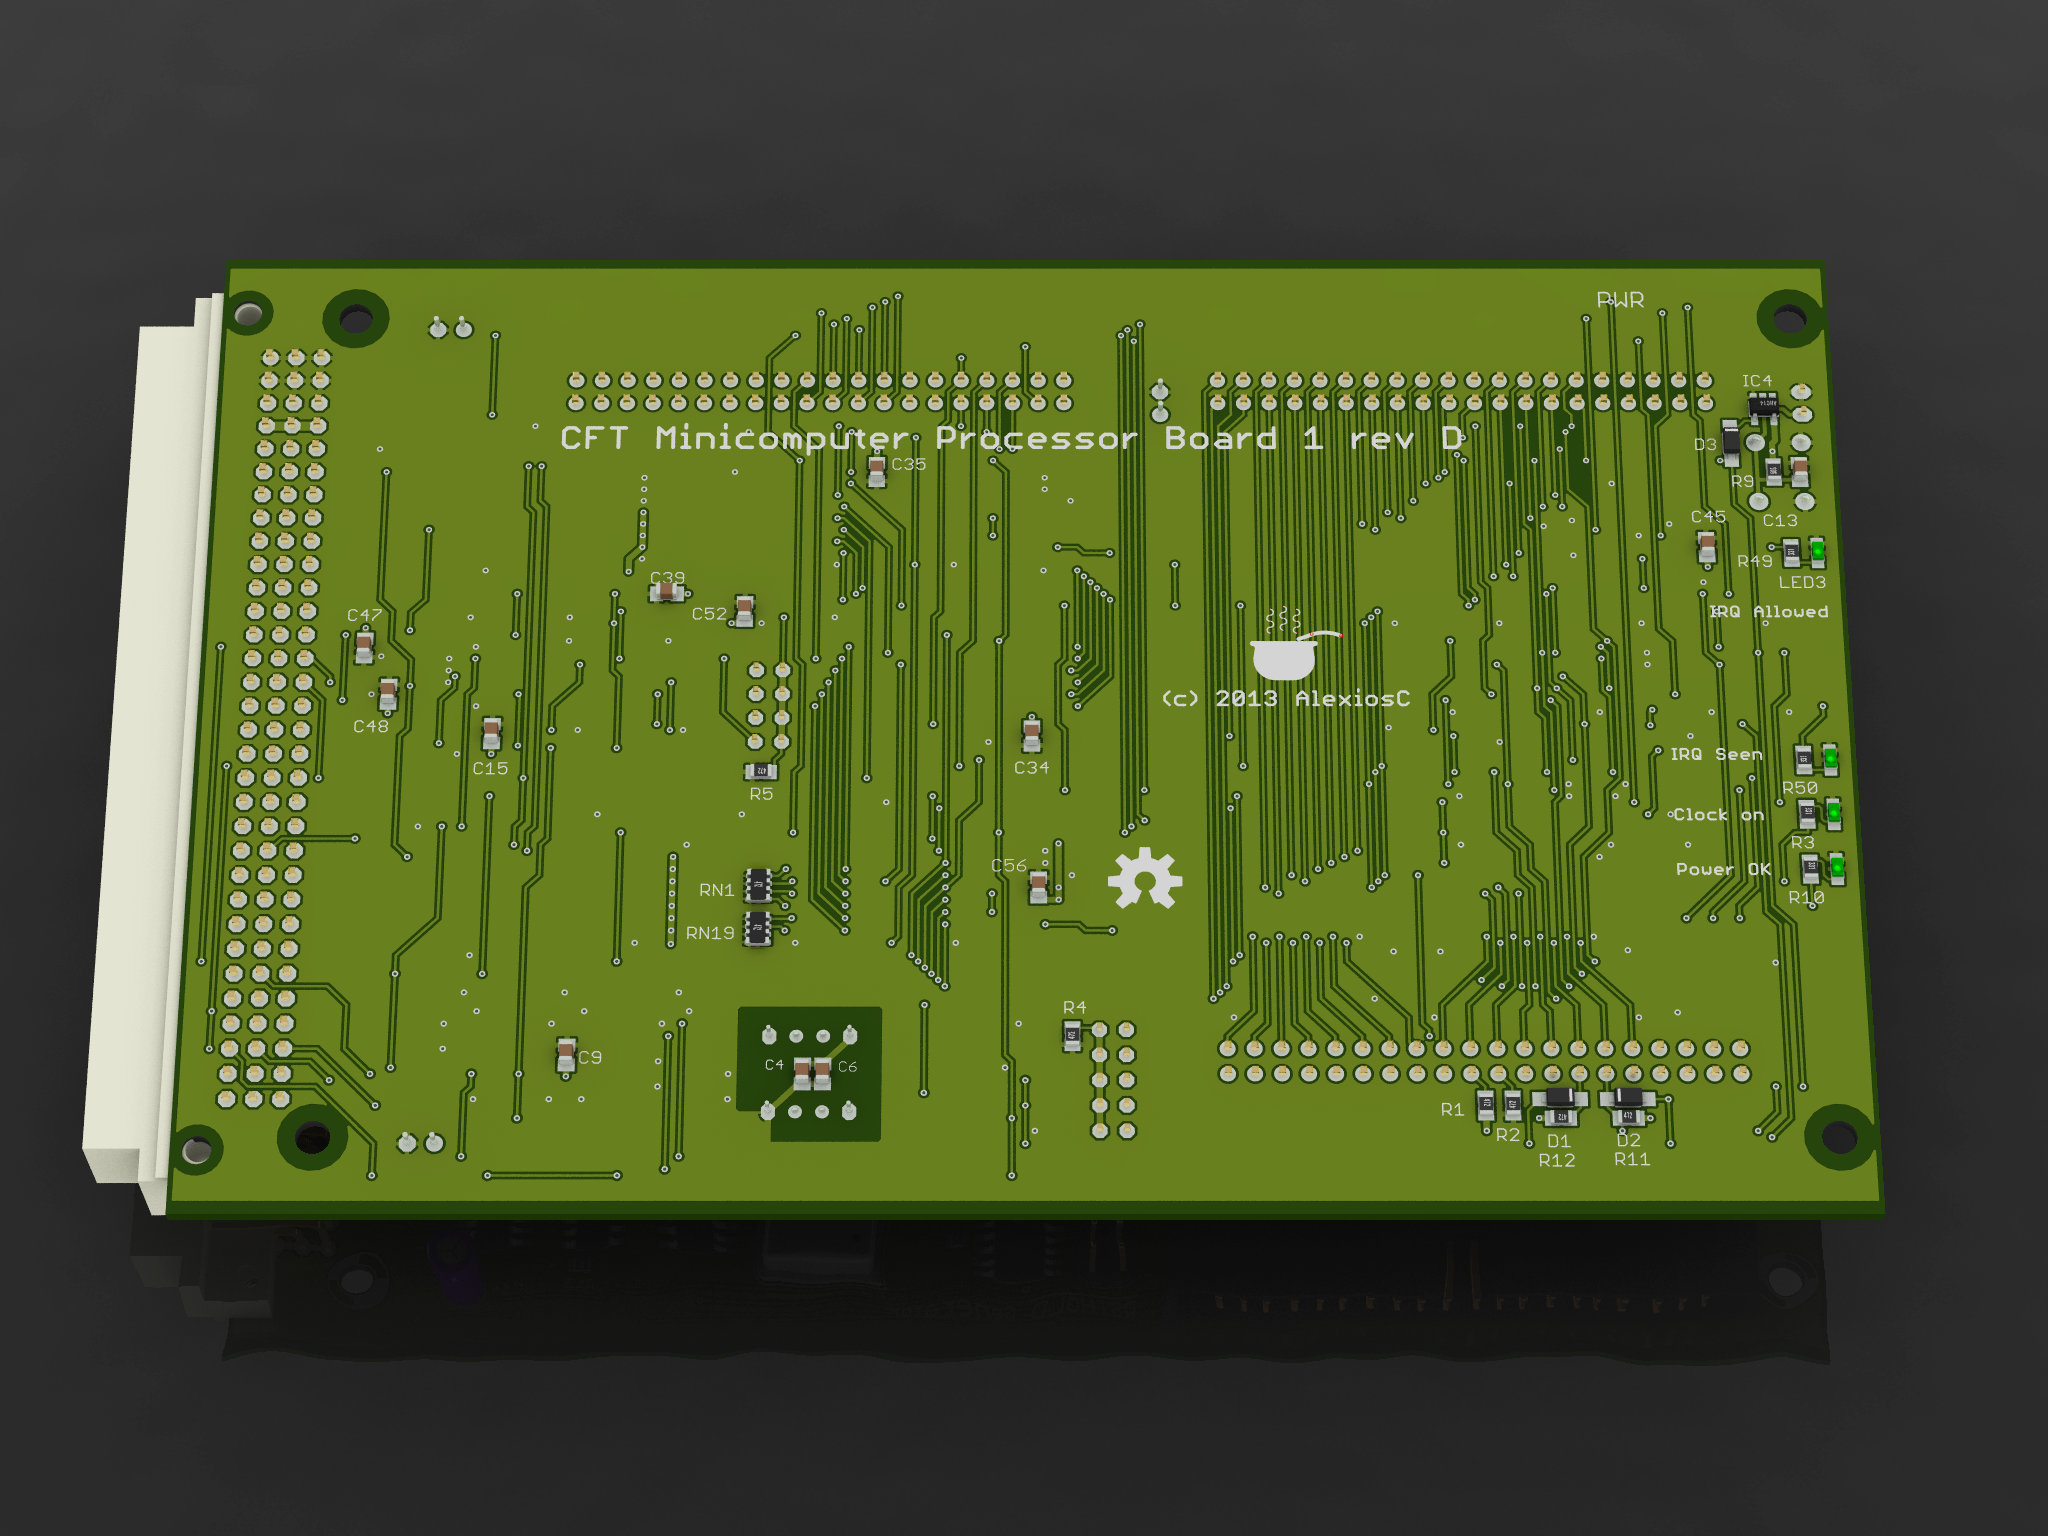 PWR
IC4
CFT Minicomputer Processor Board 1 rev D
D3
C35
R9
C45
C13
R49
LED3
C39
IRQ Allowed
C52
C47
(c) 2013 AlexiosC
C48
IRQ Seen
C15
C34
R5
R50
Clock on
R3
C56
Power OK
RN1
R10
RN19
R4
C9
C4
C6
R1
R2
D1
D2
R12
R11